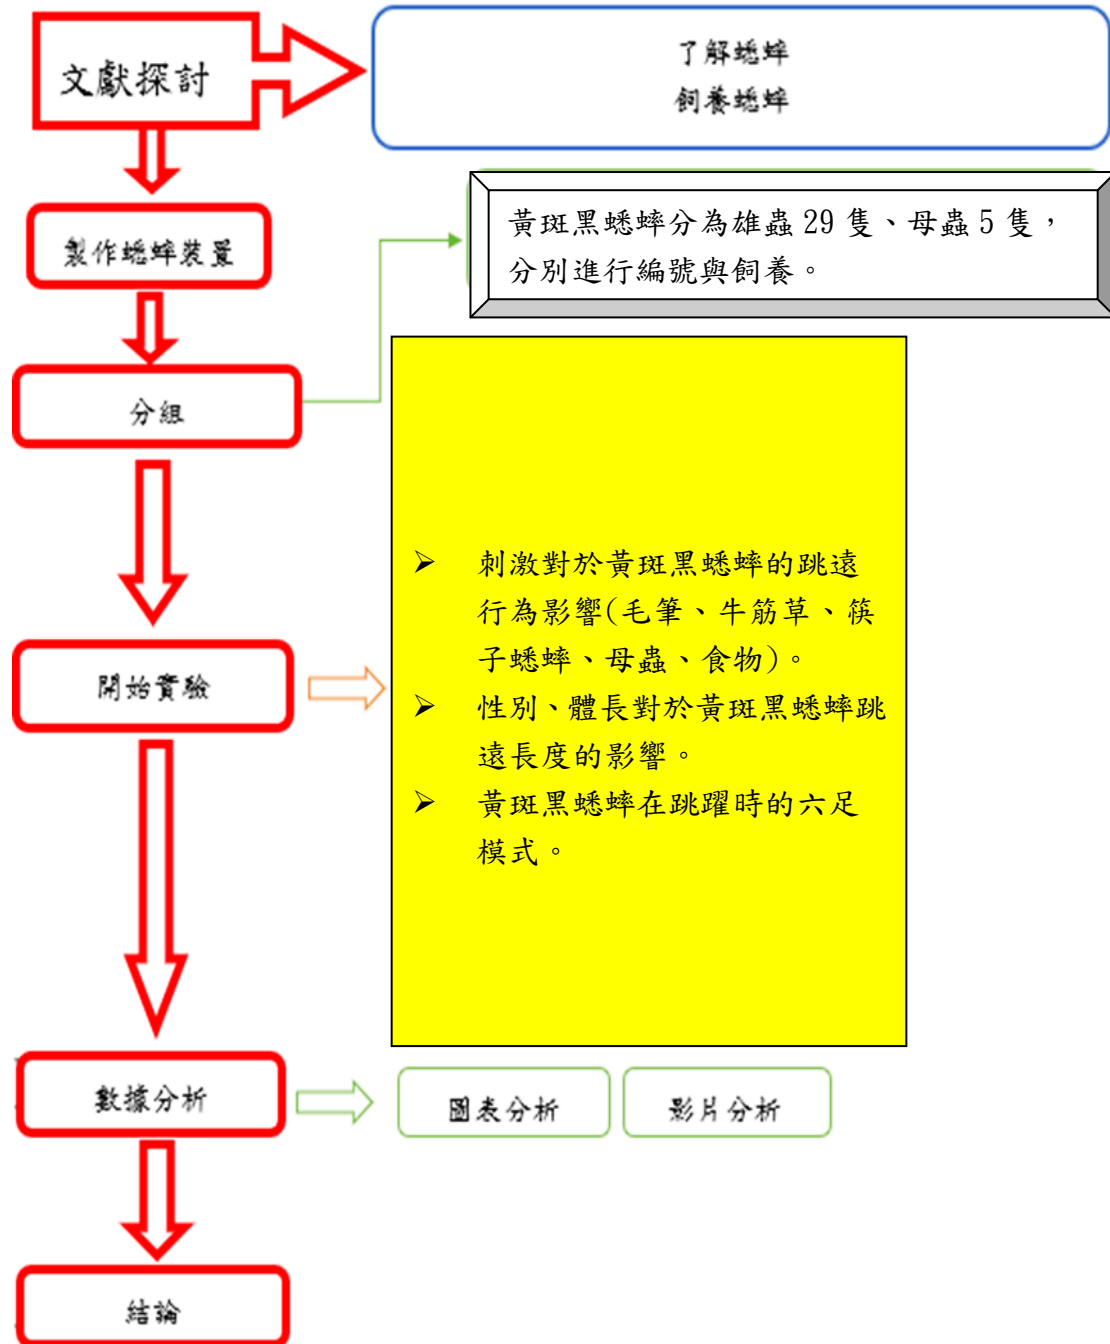 文獻探討
了解蟋蟀
飼養蟋蟀
製作蟋蟀裝置
黃斑黑蟋蟀分為雄蟲 29 隻、母蟲 5 隻，
分別進行編號與飼養。
分組
開始實驗
➢ 刺激對於黃斑黑蟋蟀的跳遠
行為影響(毛筆、牛筋草、筷
子蟋蟀、母蟲、食物)。
➢ 性別、體長對於黃斑黑蟋蟀跳
遠長度的影響。
➢ 黃斑黑蟋蟀在跳躍時的六足
模式。
數據分析
圖表分析
影片分析
結論